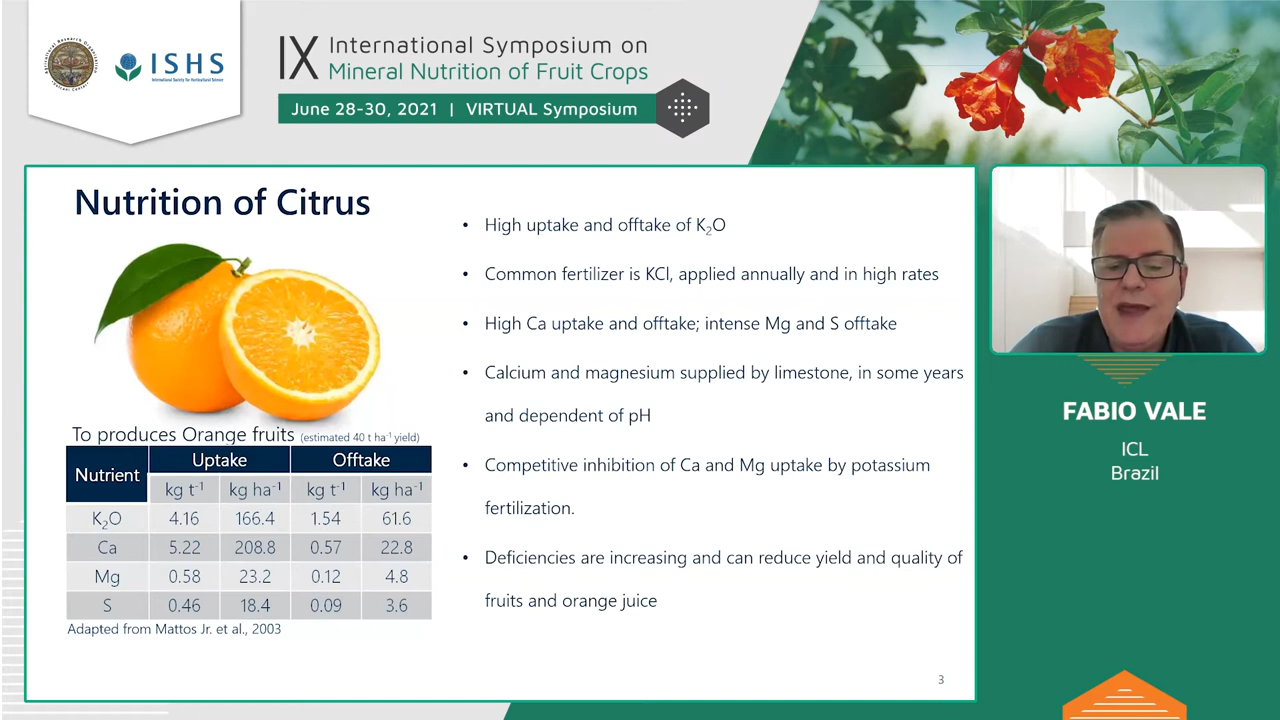 ISHS
International Society for Horticultural Science
IX International Symposium on
Mineral Nutrition of Fruit Crops
June 28-30, 2021 | VIRTUAL Symposium
Nutrition of Citrus
To produces Orange fruits (estimated 40 t ha⁻¹ yield)
Nutrient Uptake Offtake
kg t⁻¹ kg ha⁻¹ kg t⁻¹ kg ha⁻¹
K₂O 4.16 166.4 1.54 61.6
Ca 5.22 208.8 0.57 22.8
Mg 0.58 23.2 0.12 4.8
S 0.46 18.4 0.09 3.6
Adapted from Mattos Jr. et al., 2003
• High uptake and offtake of K₂O
• Common fertilizer is KCl, applied annually and in high rates
• High Ca uptake and offtake; intense Mg and S offtake
• Calcium and magnesium supplied by limestone, in some years
and dependent of pH
• Competitive inhibition of Ca and Mg uptake by potassium
fertilization.
• Deficiencies are increasing and can reduce yield and quality of
fruits and orange juice
3
FABIO VALE
ICL
Brazil